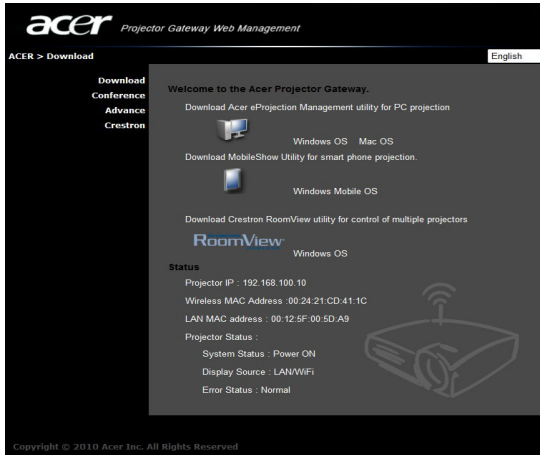 acer Projector Gateway Web Management
ACER > Download
English
Download
Conference
Advance
Crestron
Welcome to the Acer Projector Gateway.
Download Acer eProjection Management utility for PC projection
Windows OS Mac OS
Download MobileShow Utility for smart phone projection.
Windows Mobile OS
Download Crestron RoomView utility for control of multiple projectors
RoomView
Windows OS
Status
Projector IP : 192.168.100.10
Wireless MAC Address :00:24:21:CD:41:1C
LAN MAC address : 00:12:5F:00:5D:A9
Projector Status :
System Status : Power ON
Display Source : LAN/WiFi
Error Status : Normal
Copyright © 2010 Acer Inc. All Rights Reserved